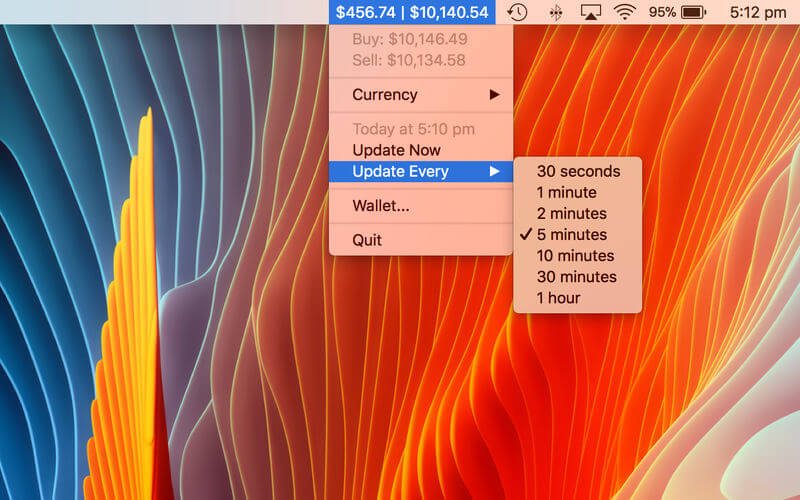 $456.74 | $10,140.54
95%
5:12 pm
Buy: $10,146.49
Sell: $10,134.58
Currency
Today at 5:10 pm
Update Now
Update Every
30 seconds
1 minute
2 minutes
5 minutes
10 minutes
30 minutes
1 hour
Wallet...
Quit